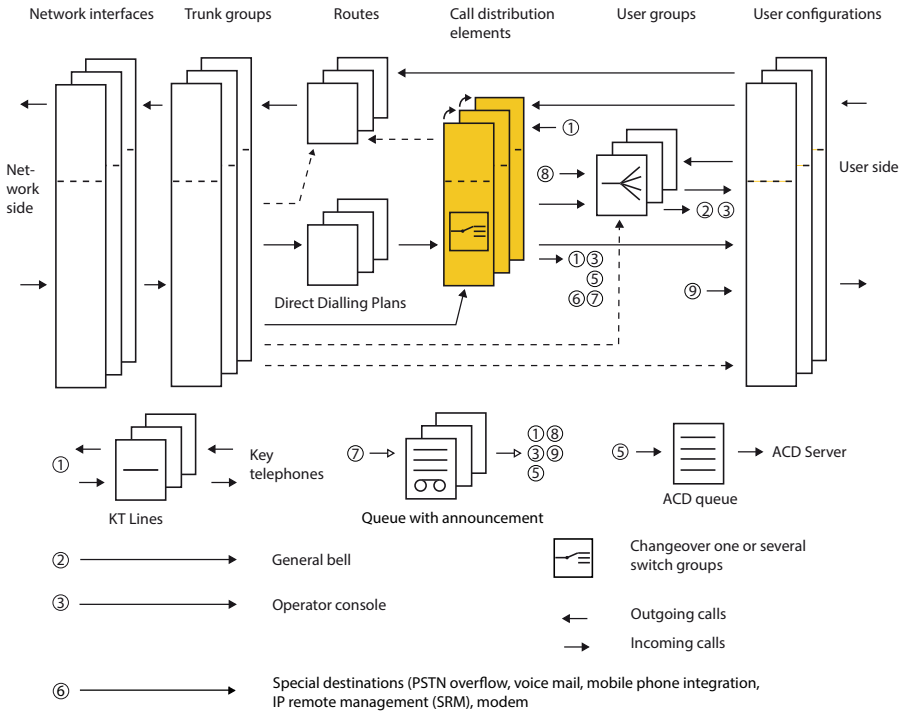 Network interfaces
Trunk groups
Routes
Call distribution
elements
User groups
User configurations
①
Net-
work
side
⑧
User side
② ③
① ③
⑤
⑥ ⑦
⑨
Direct Dialling Plans
①
Key
telephones
KT Lines
⑦
① ⑧
③ ⑨
⑤
Queue with announcement
⑤
ACD Server
ACD queue
② General bell
Changeover one or several
switch groups
③ Operator console
Outgoing calls
Incoming calls
⑥ Special destinations (PSTN overflow, voice mail, mobile phone integration,
IP remote management (SRM), modem